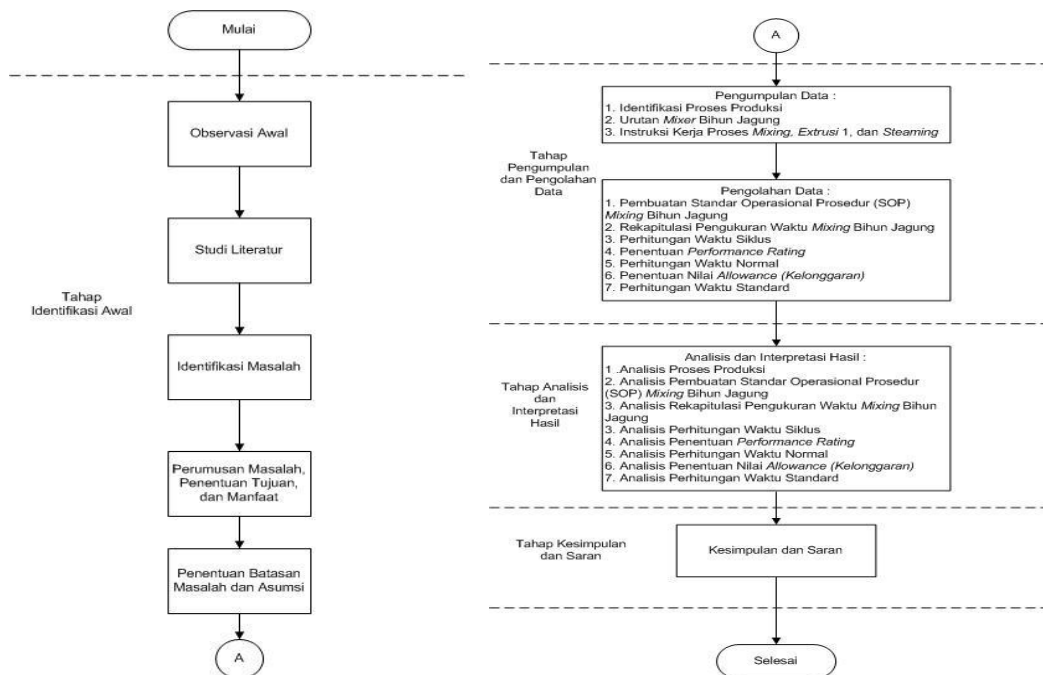 Mulai
Observasi Awal
Studi Literatur
Tahap
Identifikasi Awal
Identifikasi Masalah
Perumusan Masalah,
Penentuan Tujuan,
dan Manfaat
Penentuan Batasan
Masalah dan Asumsi
A
A
Pengumpulan Data :
1. Identifikasi Proses Produksi
2. Urutan Mixer Bihun Jagung
3. Instruksi Kerja Proses Mixing, Extrusi 1, dan Steaming
Tahap
Pengumpulan
dan Pengolahan
Data
Pengolahan Data :
1. Pembuatan Standar Operasional Prosedur (SOP)
Mixing Bihun Jagung
2. Rekapitulasi Pengukuran Waktu Mixing Bihun Jagung
3. Perhitungan Waktu Siklus
4. Penentuan Performance Rating
5. Perhitungan Waktu Normal
6. Penentuan Nilai Allowance (Kelonggaran)
7. Perhitungan Waktu Standard
Tahap Analisis
dan
Interpretasi
Hasil
Analisis dan Interpretasi Hasil :
1 .Analisis Proses Produksi
2. Analisis Pembuatan Standar Operasional Prosedur
(SOP) Mixing Bihun Jagung
3. Analisis Rekapitulasi Pengukuran Waktu Mixing Bihun
Jagung
3. Analisis Perhitungan Waktu Siklus
4. Analisis Penentuan Performance Rating
5. Analisis Perhitungan Waktu Normal
6. Analisis Penentuan Nilai Allowance (Kelonggaran)
7. Analisis Perhitungan Waktu Standard
Tahap Kesimpulan
dan Saran
Kesimpulan dan Saran
Selesai